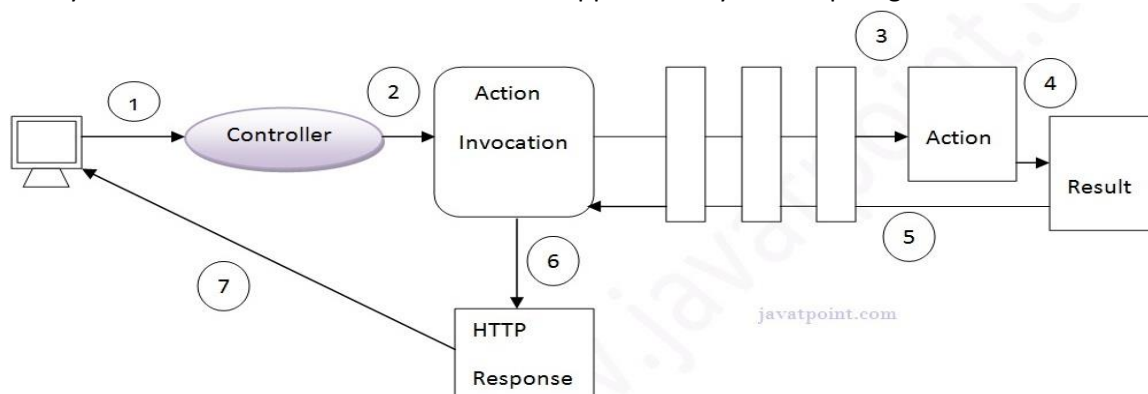 3
1
2
Action
Invocation
4
Controller
Action
Result
5
6
7
HTTP
Response
javatpoint.com